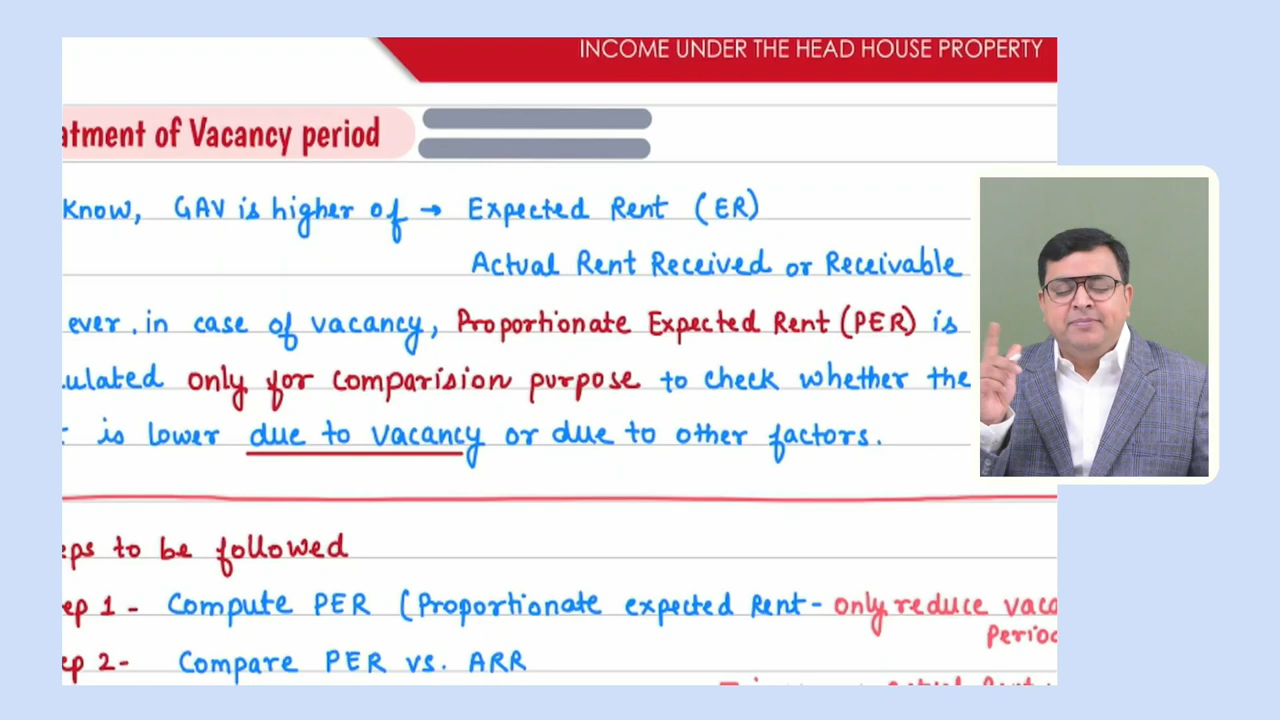 INCOME UNDER THE HEAD HOUSE PROPERTY
atment of Vacancy period
Know, GAV is higher of → Expected Rent (ER)
Actual Rent Received or Receivable
ever, in case of vacancy, Proportionate Expected Rent (PER) is
ulated only for comparision purpose to check whether the
is lower due to vacancy or due to other factors.
eps to be followed
ep 1 - Compute PER (Proportionate expected Rent - only reduce vaca
Perio
ep 2- Compare PER vs. ARR